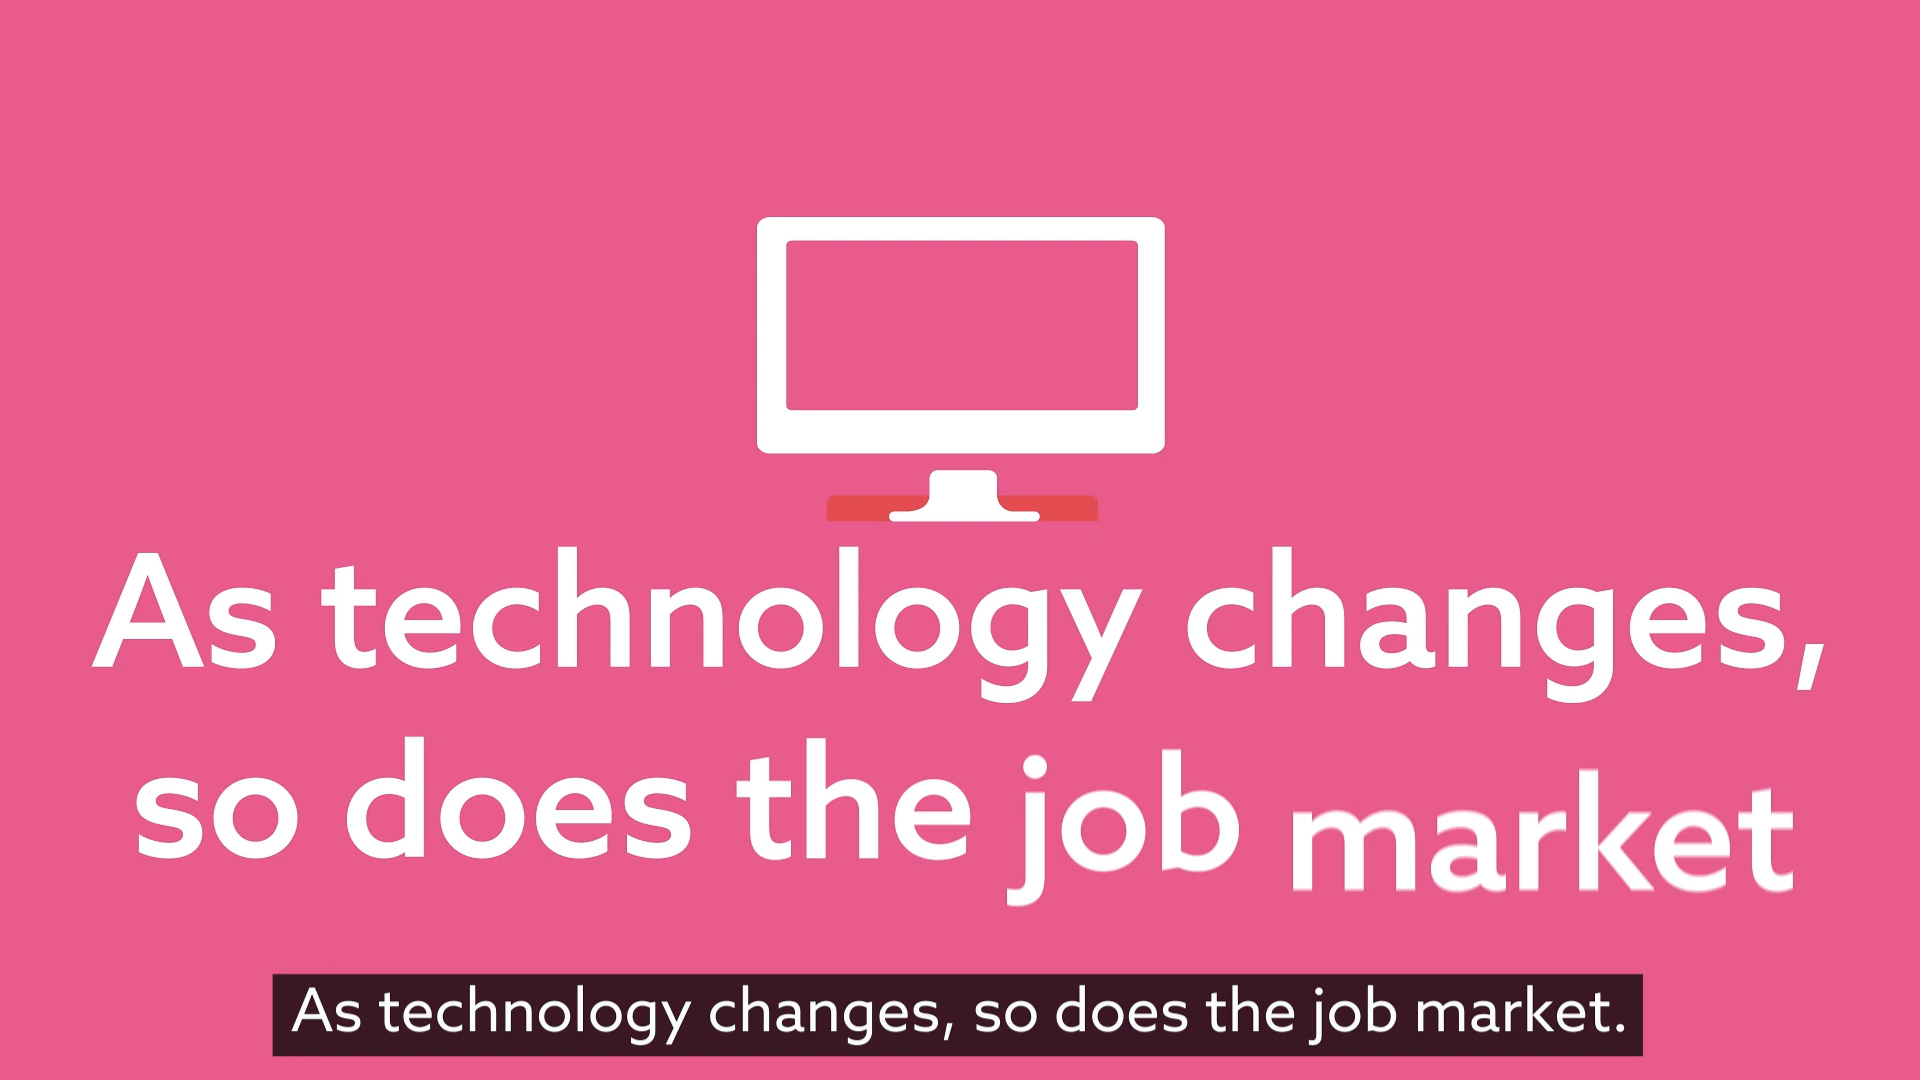 As technology changes,
so does the job market
As technology changes, so does the job market.